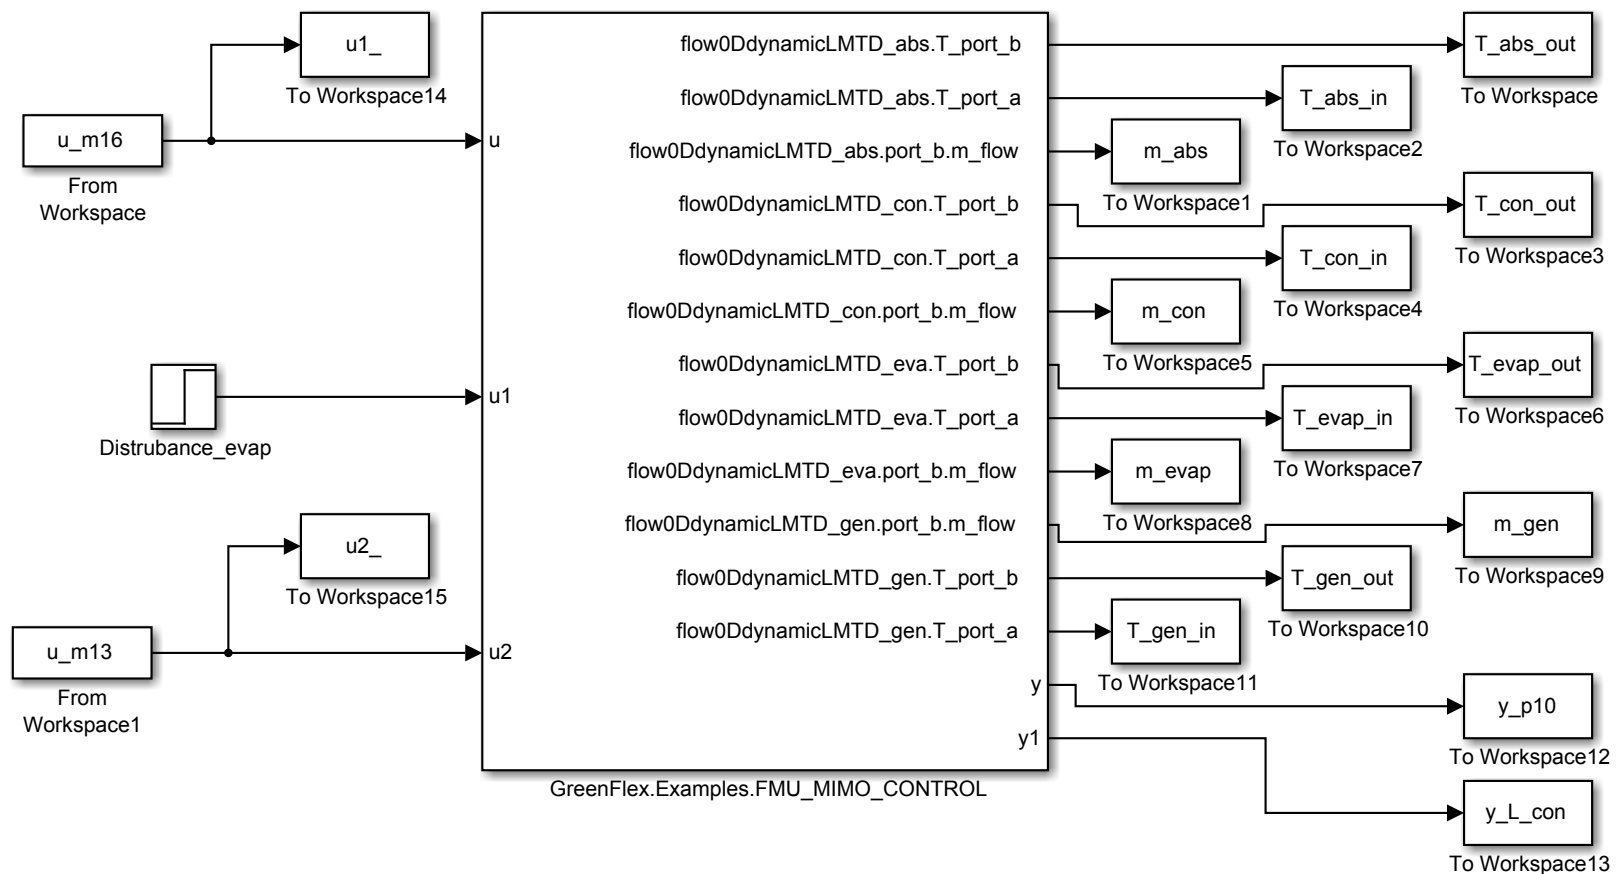 u1_
To Workspace14
u_m16
From
Workspace
Distrubance_evap
u2_
To Workspace15
u_m13
From
Workspace1
u
u1
u2
flow0DdynamicLMTD_abs.T_port_b
flow0DdynamicLMTD_abs.T_port_a
flow0DdynamicLMTD_abs.port_b.m_flow
flow0DdynamicLMTD_con.T_port_b
flow0DdynamicLMTD_con.T_port_a
flow0DdynamicLMTD_con.port_b.m_flow
flow0DdynamicLMTD_eva.T_port_b
flow0DdynamicLMTD_eva.T_port_a
flow0DdynamicLMTD_eva.port_b.m_flow
flow0DdynamicLMTD_gen.port_b.m_flow
flow0DdynamicLMTD_gen.T_port_b
flow0DdynamicLMTD_gen.T_port_a
y
y1
GreenFlex.Examples.FMU_MIMO_CONTROL
T_abs_out
To Workspace
T_abs_in
To Workspace2
m_abs
To Workspace1
T_con_out
To Workspace3
T_con_in
To Workspace4
m_con
To Workspace5
T_evap_out
To Workspace6
T_evap_in
To Workspace7
m_evap
To Workspace8
m_gen
To Workspace9
T_gen_out
To Workspace10
T_gen_in
To Workspace11
y_p10
To Workspace12
y_L_con
To Workspace13